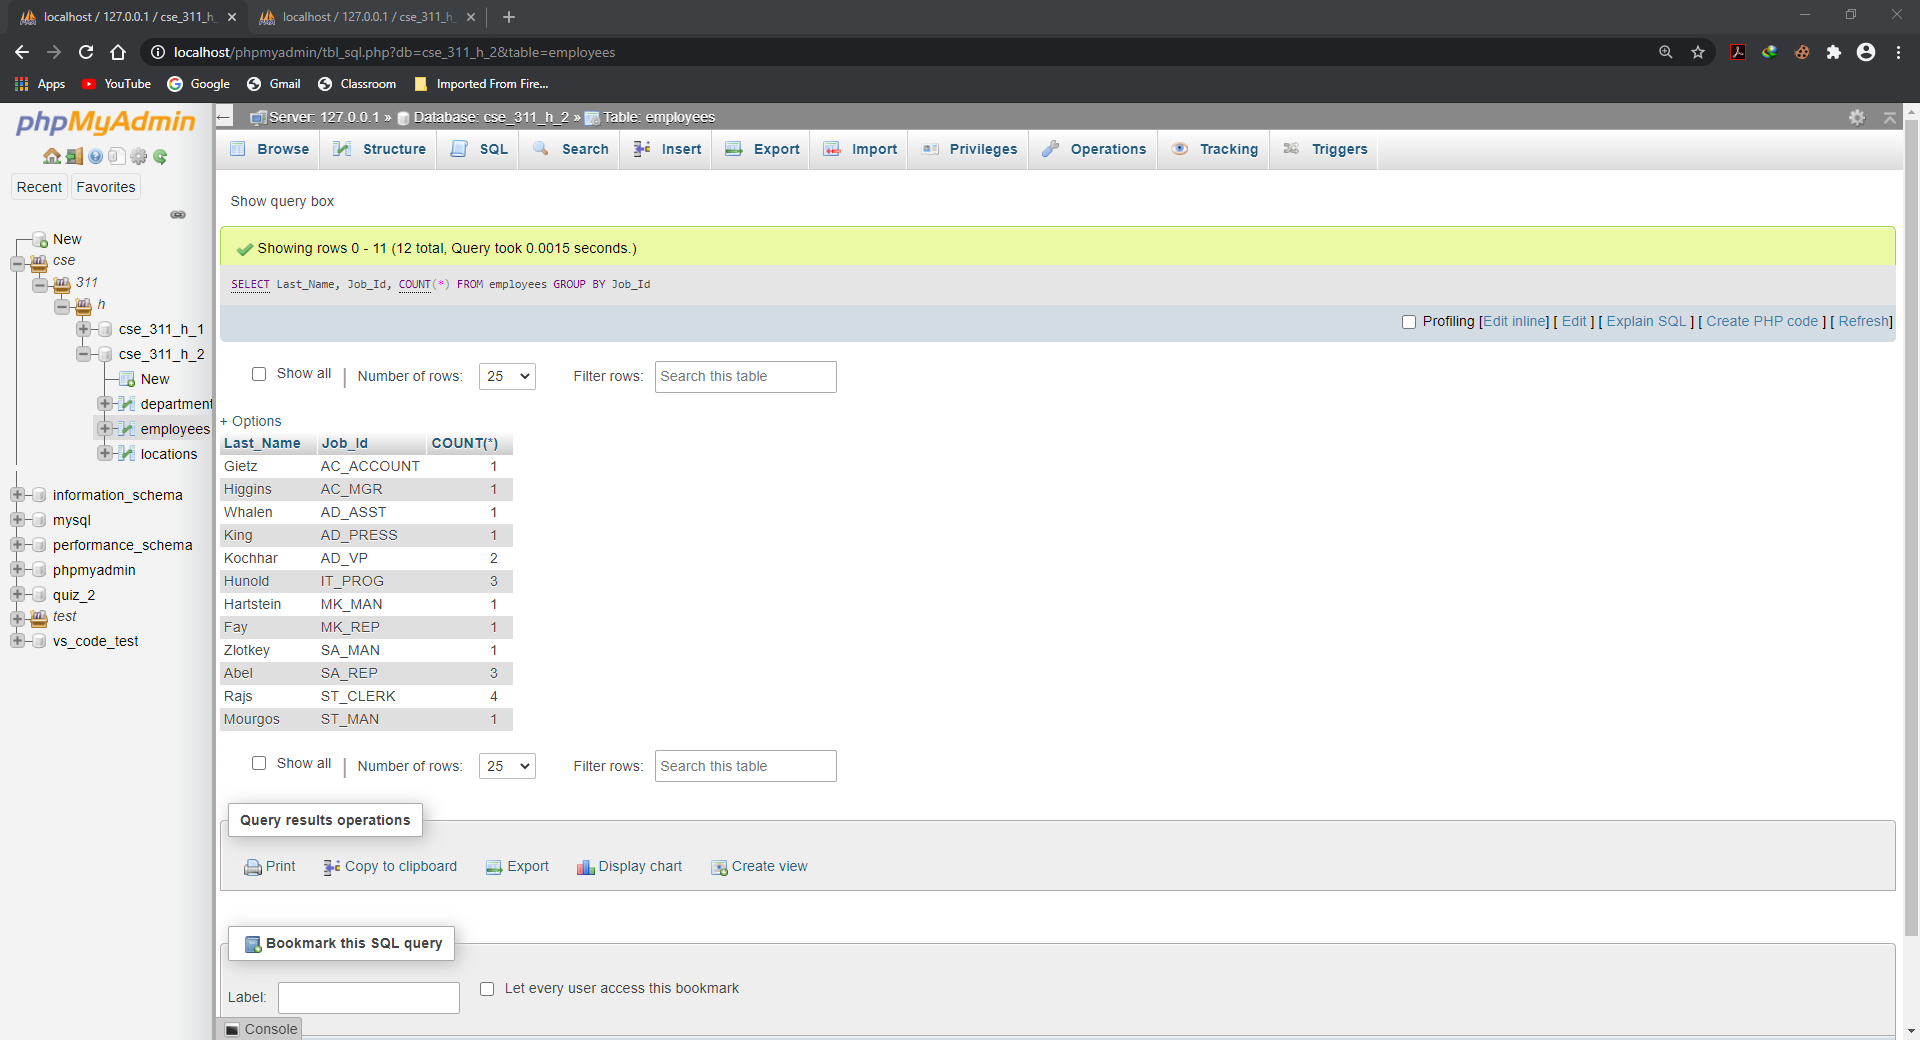 localhost / 127.0.0.1 / cse_311_h_
localhost / 127.0.0.1 / cse_311_h_
localhost/phpmyadmin/tbl_sql.php?db=cse_311_h_2&table=employees
Apps YouTube Google Gmail Classroom Imported From Fire...
phpMyAdmin
Recent Favorites
New
cse
311
h
cse_311_h_1
cse_311_h_2
New
department
employees
locations
information_schema
mysql
performance_schema
phpmyadmin
quiz_2
test
vs_code_test
Server: 127.0.0.1 » Database: cse_311_h_2 » Table: employees
Browse Structure SQL Search Insert Export Import Privileges Operations Tracking Triggers
Show query box
Showing rows 0 - 11 (12 total, Query took 0.0015 seconds.)
SELECT Last_Name, Job_Id, COUNT(*) FROM employees GROUP BY Job_Id
Profiling [Edit inline] [ Edit ] [ Explain SQL ] [ Create PHP code ] [ Refresh]
Show all | Number of rows: 25 Filter rows: Search this table
+ Options
Last_Name Job_Id COUNT(*)
Gietz AC_ACCOUNT 1
Higgins AC_MGR 1
Whalen AD_ASST 1
King AD_PRESS 1
Kochhar AD_VP 2
Hunold IT_PROG 3
Hartstein MK_MAN 1
Fay MK_REP 1
Zlotkey SA_MAN 1
Abel SA_REP 3
Rajs ST_CLERK 4
Mourgos ST_MAN 1
Show all | Number of rows: 25 Filter rows: Search this table
Query results operations
Print Copy to clipboard Export Display chart Create view
Bookmark this SQL query
Label: Let every user access this bookmark
Console